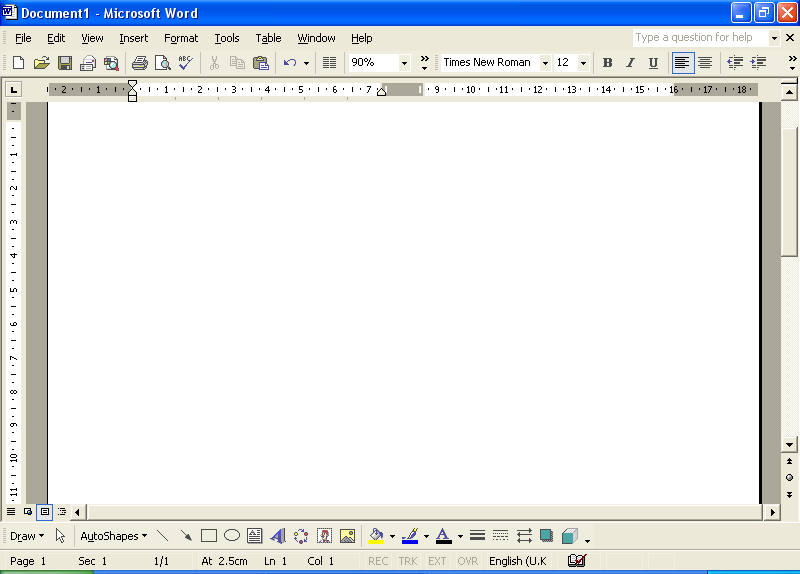 Document1 - Microsoft Word
File Edit View Insert Format Tools Table Window Help Type a question for help
ABC 90% Times New Roman 12 B I U
L 2 1 1 2 3 4 5 6 7 9 10 11 12 13 14 15 16 17 18
1
2
3
4
5
6
7
8
9
10
11
Draw AutoShapes A A
Page 1 Sec 1 1/1 At 2.5cm Ln 1 Col 1 REC TRK EXT OVR English (U.K